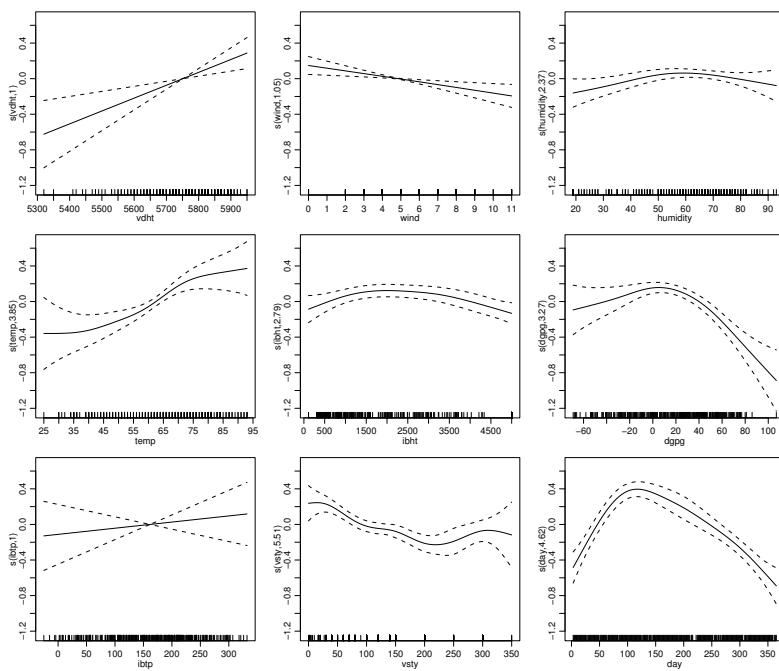 s(vdht,1)
0.4
0.0
−0.4
−0.8
−1.2
5300 5400 5500 5600 5700 5800 5900
vdht
s(wind,1.05)
0.4
0.0
−0.4
−0.8
−1.2
0 1 2 3 4 5 6 7 8 9 10 11
wind
s(humidity,2.37)
0.4
0.0
−0.4
−0.8
−1.2
20 30 40 50 60 70 80 90
humidity
s(temp,3.85)
0.4
0.0
−0.4
−0.8
−1.2
25 35 45 55 65 75 85 95
temp
s(ibht,2.79)
0.4
0.0
−0.4
−0.8
−1.2
0 500 1500 2500 3500 4500
ibht
s(dgpg,3.27)
0.4
0.0
−0.4
−0.8
−1.2
−60 −20 0 20 40 60 80 100
dgpg
s(ibtp,1)
0.4
0.0
−0.4
−0.8
−1.2
0 50 100 150 200 250 300
ibtp
s(vsty,5.51)
0.4
0.0
−0.4
−0.8
−1.2
0 50 100 150 200 250 300 350
vsty
s(day,4.62)
0.4
0.0
−0.4
−0.8
−1.2
0 50 100 150 200 250 300 350
day